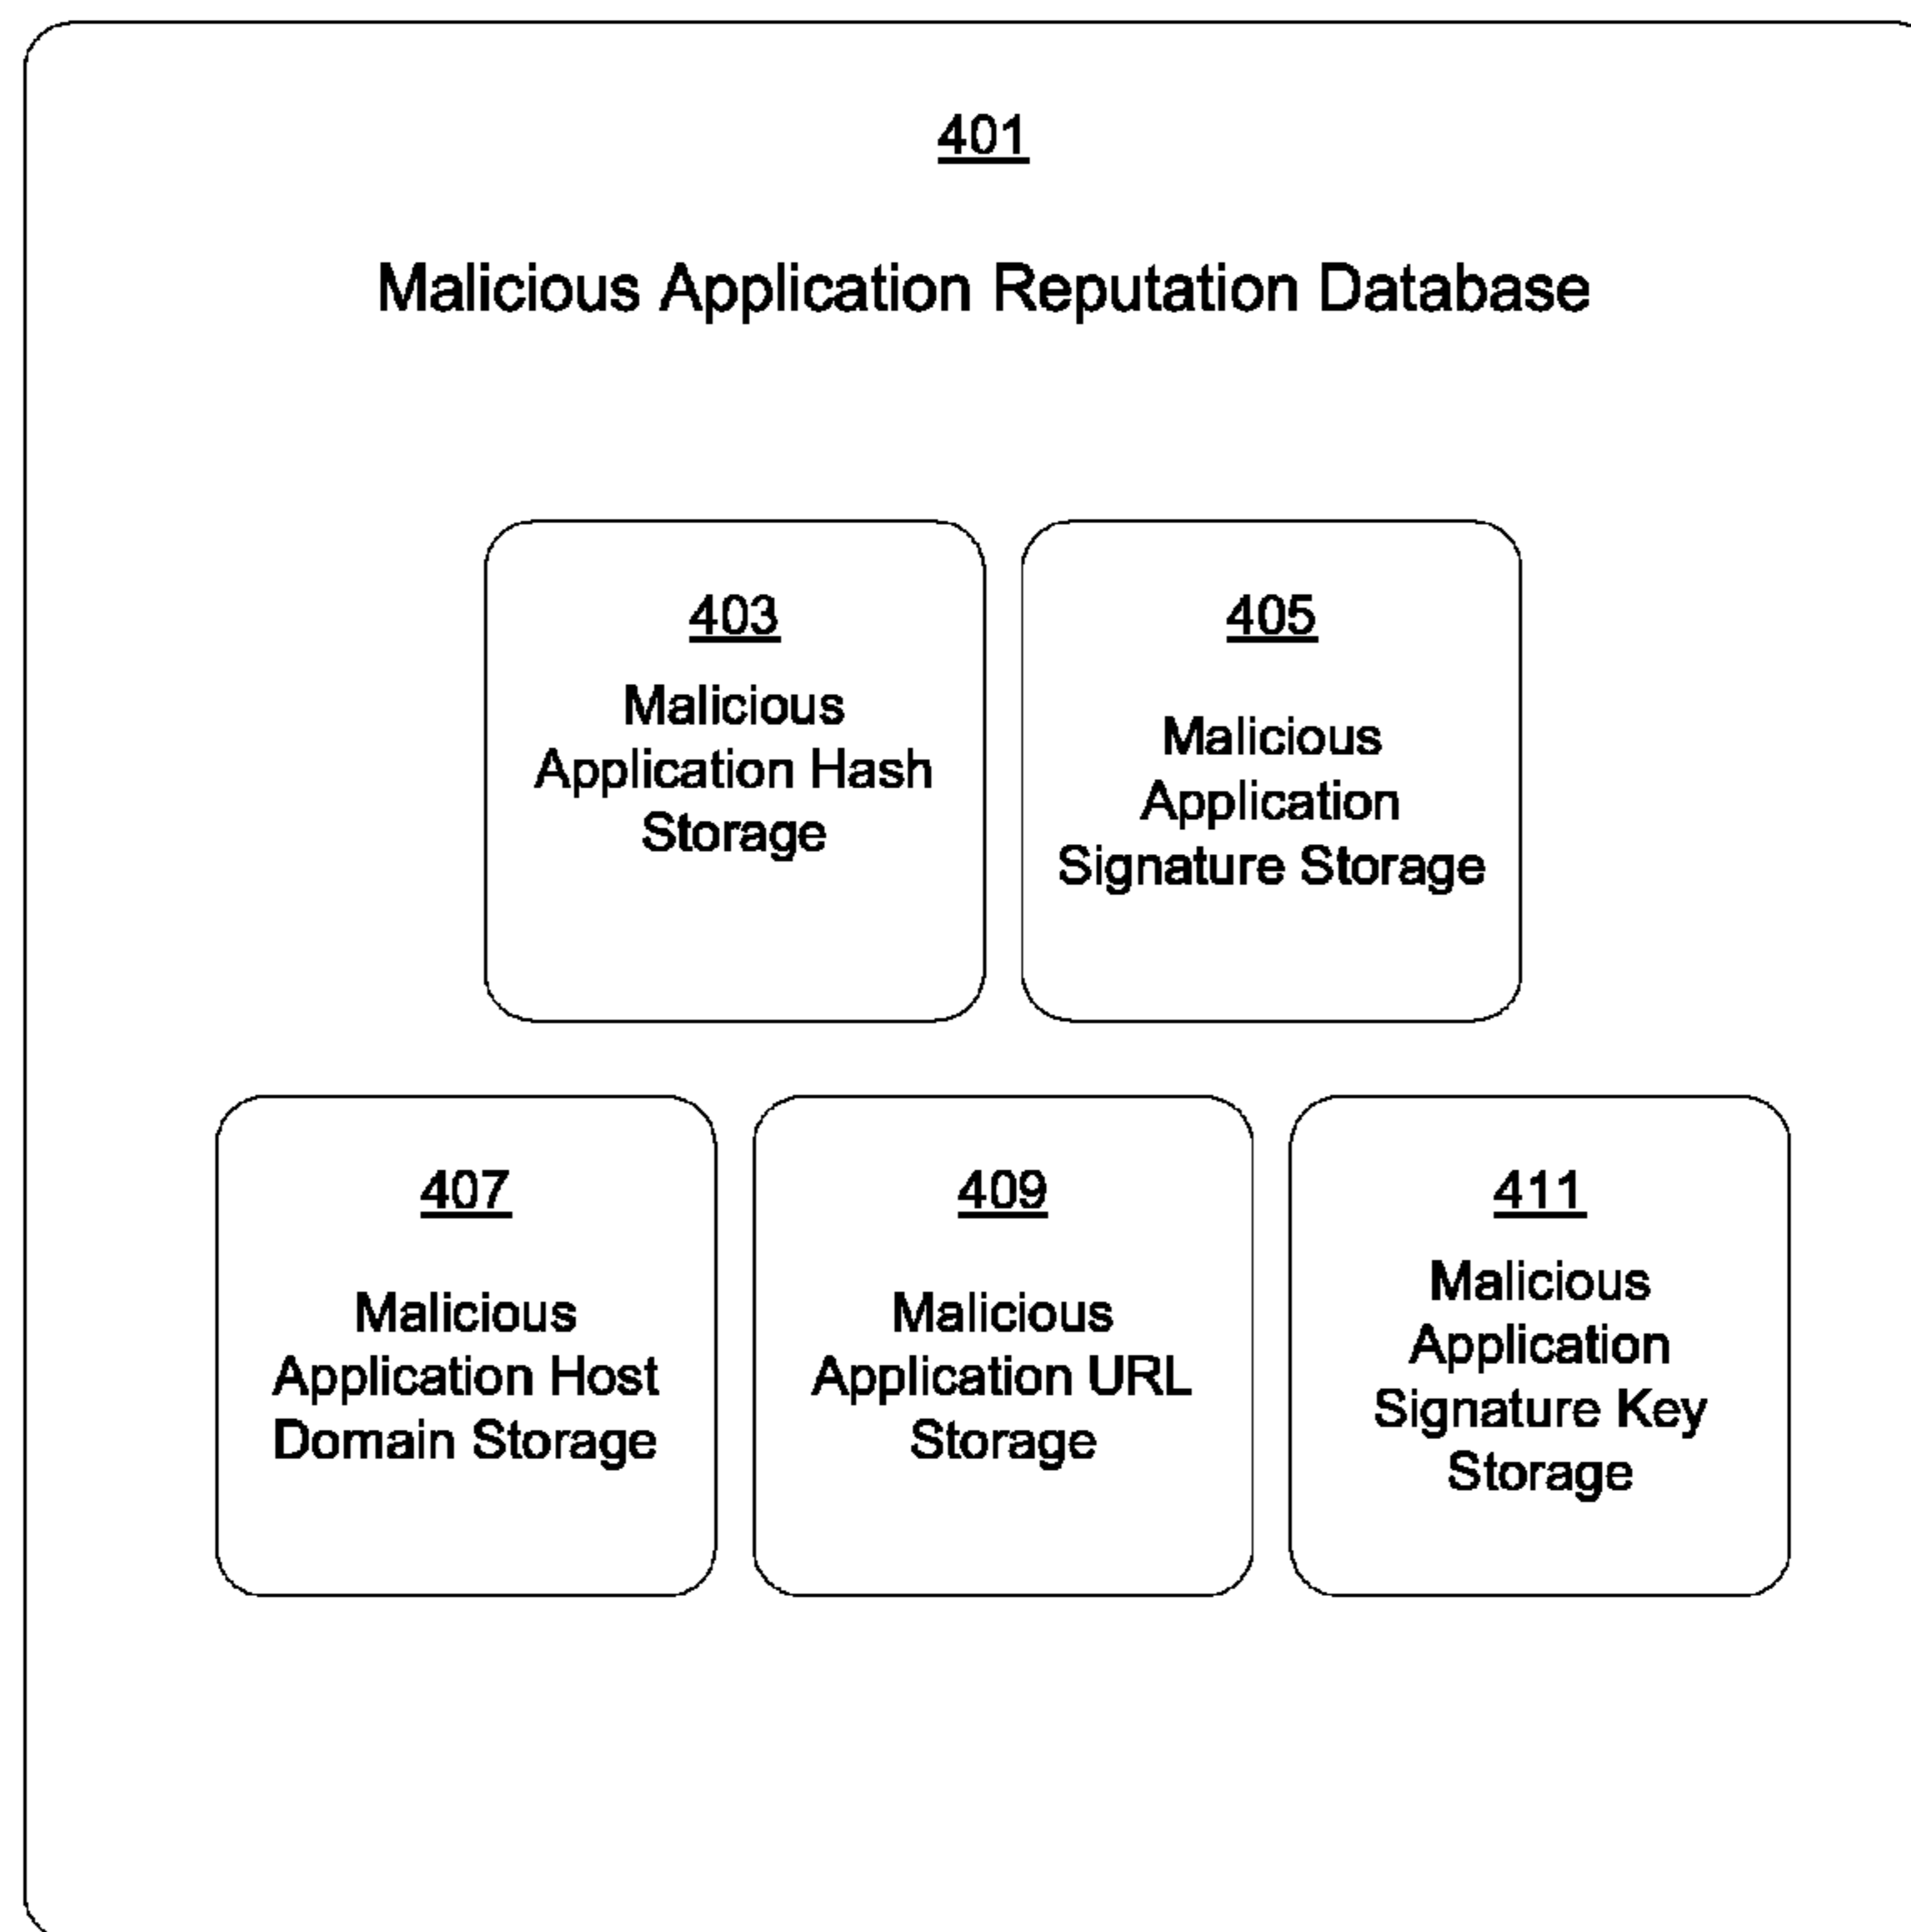 401
Malicious Application Reputation Database
403
Malicious
Application Hash
Storage
405
Malicious
Application
Signature Storage
407
Malicious
Application Host
Domain Storage
409
Malicious
Application URL
Storage
411
Malicious
Application
Signature Key
Storage